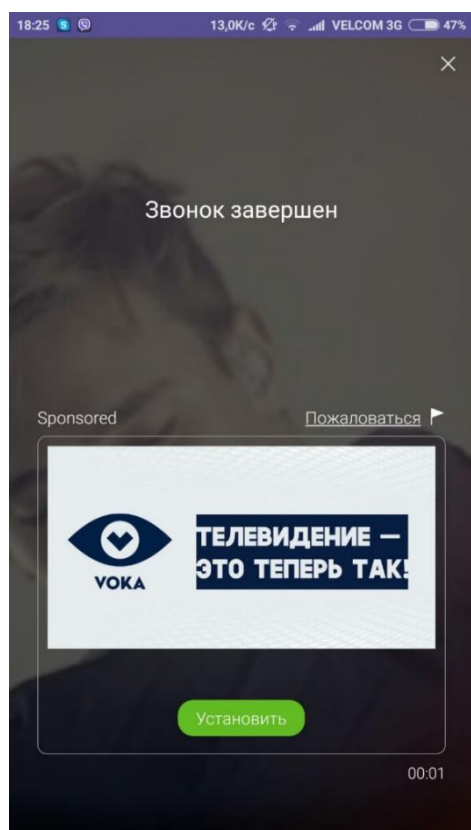 18:25 13,0K/c VELCOM 3G 47%
Звонок завершен
Sponsored Пожаловаться
VOKA
ТЕЛЕВИДЕНИЕ —
ЭТО ТЕПЕРЬ ТАК!
Установить
00:01